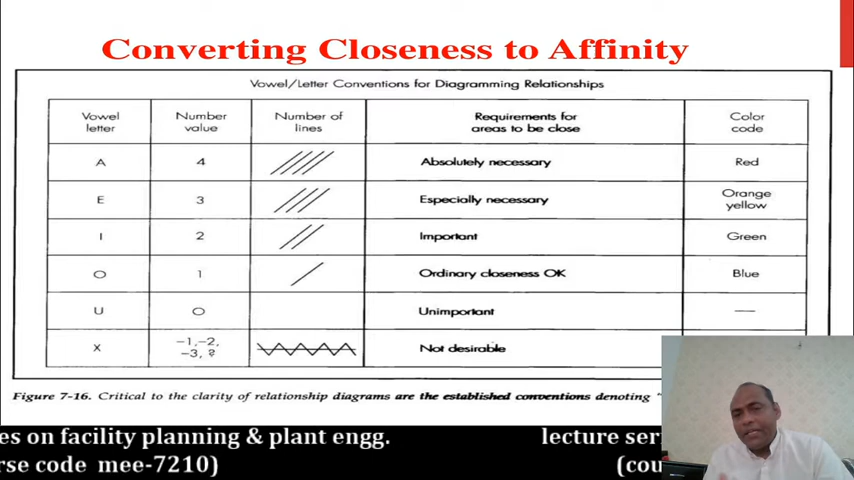 Converting Closeness to Affinity
Vowel/Letter Conventions for Diagramming Relationships
Vowel letter
Number value
Number of lines
Requirements for areas to be close
Color code
A 4 Absolutely necessary Red
E 3 Especially necessary Orange yellow
I 2 Important Green
O 1 Ordinary closeness OK Blue
U 0 Unimportant —
X -1,-2, -3, ? Not desirable
Figure 7-16. Critical to the clarity of relationship diagrams are the established conventions denoting "
es on facility planning & plant engg. lecture seri
rse code mee-7210) (cou